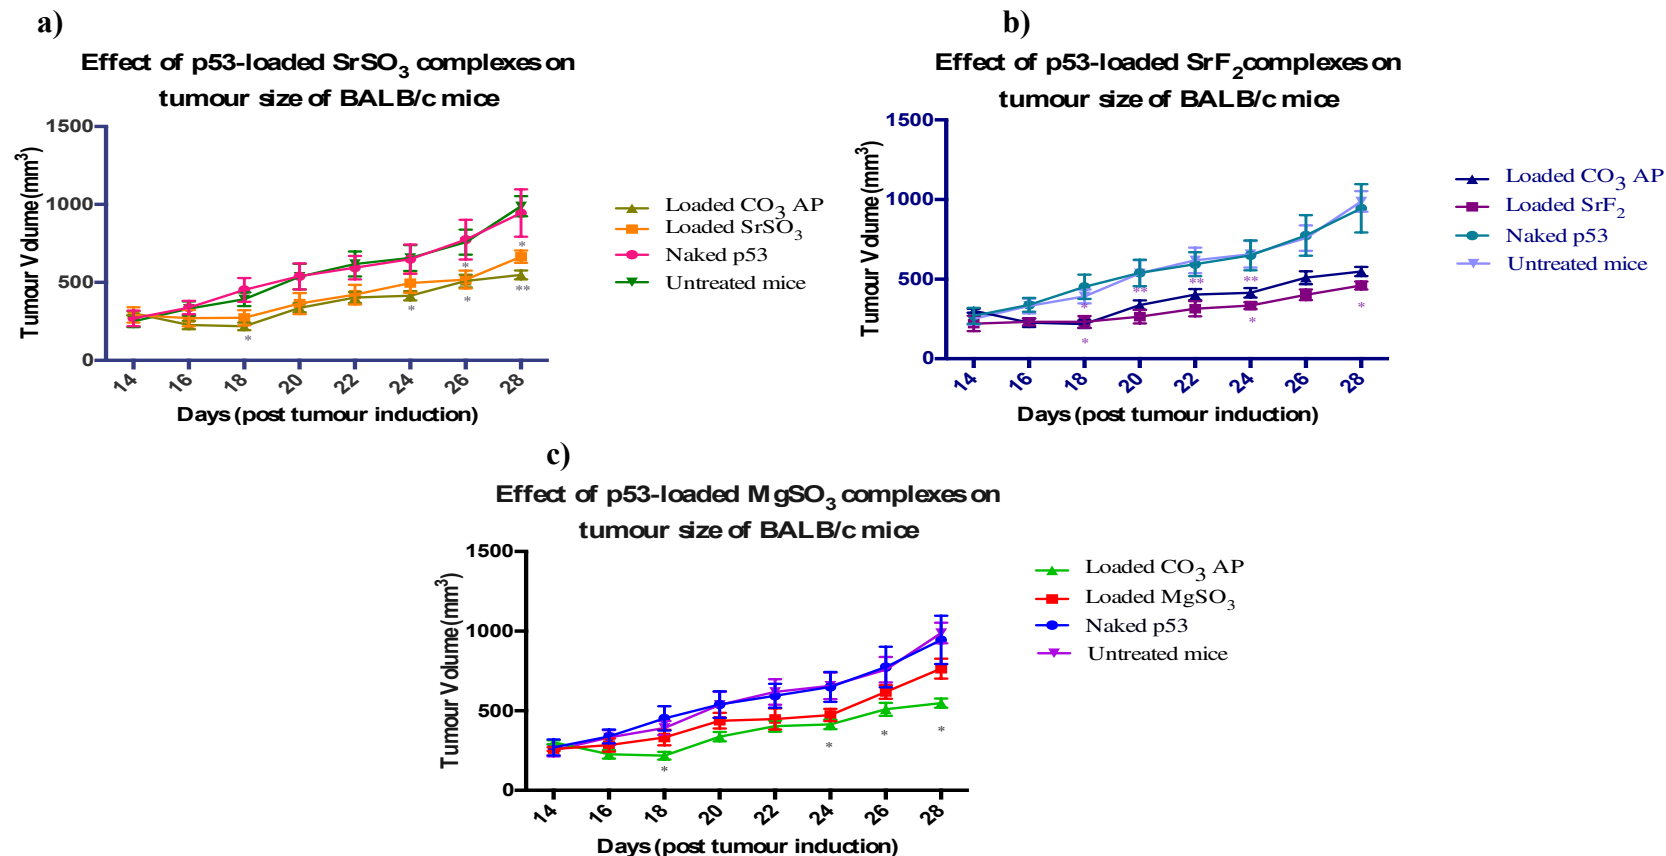 a)
Effect of p53-loaded SrSO3 complexes on
tumour size of BALB/c mice
1500
1000
500
0
Tumour Volume (mm3)
14 16 18 20 22 24 26 28
Days (post tumour induction)
* * * * * **
Loaded CO3 AP
Loaded SrSO3
Naked p53
Untreated mice
b)
Effect of p53-loaded SrF2complexes on
tumour size of BALB/c mice
1500
1000
500
0
Tumour Volume (mm3)
14 16 18 20 22 24 26 28
Days (post tumour induction)
* ** ** **
* * *
Loaded CO3 AP
Loaded SrF2
Naked p53
Untreated mice
c)
Effect of p53-loaded MgSO3 complexes on
tumour size of BALB/c mice
1500
1000
500
0
Tumour Volume (mm3)
14 16 18 20 22 24 26 28
Days (post tumour induction)
* * * *
Loaded CO3 AP
Loaded MgSO3
Naked p53
Untreated mice